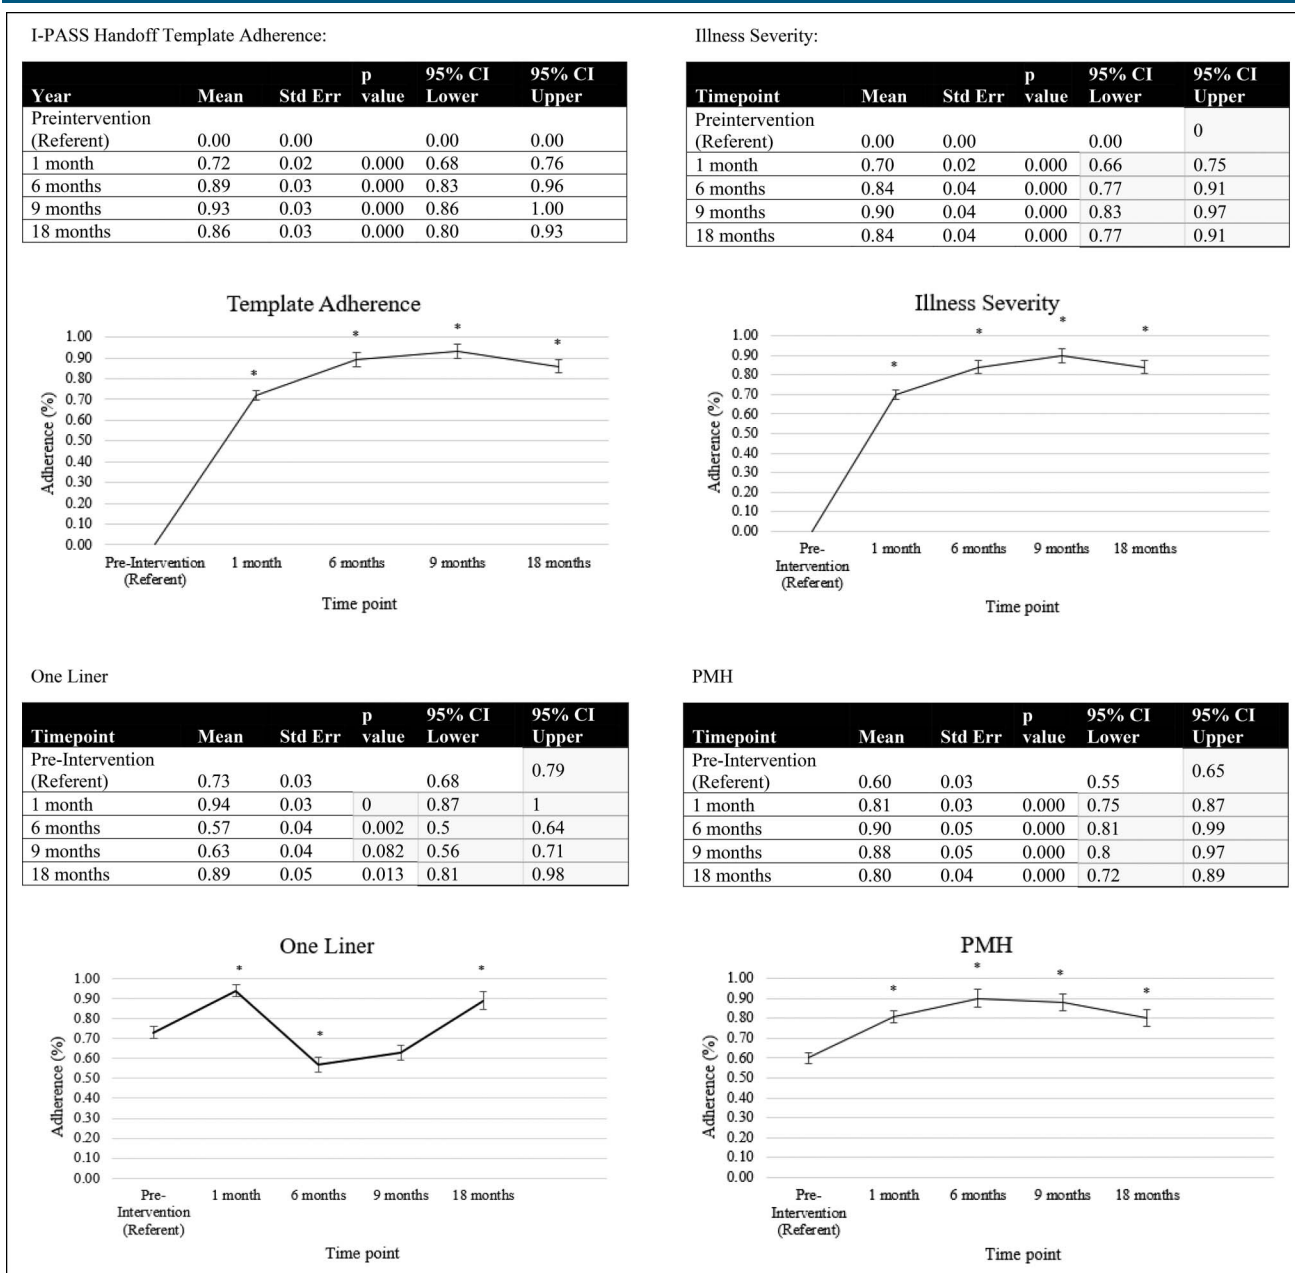 I-PASS Handoff Template Adherence:
Year Mean Std Err p value 95% CI Lower 95% CI Upper
Preintervention (Referent) 0.00 0.00 0.00 0.00
1 month 0.72 0.02 0.000 0.68 0.76
6 months 0.89 0.03 0.000 0.83 0.96
9 months 0.93 0.03 0.000 0.86 1.00
18 months 0.86 0.03 0.000 0.80 0.93
Template Adherence
*
*
*
*
1.00
0.90
0.80
0.70
0.60
0.50
0.40
0.30
0.20
0.10
0.00
Adherence (%)
Pre-Intervention (Referent) 1 month 6 months 9 months 18 months
Time point
Illness Severity:
Timepoint Mean Std Err p value 95% CI Lower 95% CI Upper
Preintervention (Referent) 0.00 0.00 0.00 0
1 month 0.70 0.02 0.000 0.66 0.75
6 months 0.84 0.04 0.000 0.77 0.91
9 months 0.90 0.04 0.000 0.83 0.97
18 months 0.84 0.04 0.000 0.77 0.91
Illness Severity
*
*
*
*
1.00
0.90
0.80
0.70
0.60
0.50
0.40
0.30
0.20
0.10
0.00
Adherence (%)
Pre-Intervention (Referent) 1 month 6 months 9 months 18 months
Time point
One Liner
Timepoint Mean Std Err p value 95% CI Lower 95% CI Upper
Pre-Intervention (Referent) 0.73 0.03 0.68 0.79
1 month 0.94 0.03 0 0.87 1
6 months 0.57 0.04 0.002 0.5 0.64
9 months 0.63 0.04 0.082 0.56 0.71
18 months 0.89 0.05 0.013 0.81 0.98
One Liner
*
*
*
1.00
0.90
0.80
0.70
0.60
0.50
0.40
0.30
0.20
0.10
0.00
Adherence (%)
Pre-Intervention (Referent) 1 month 6 months 9 months 18 months
Time point
PMH
Timepoint Mean Std Err p value 95% CI Lower 95% CI Upper
Pre-Intervention (Referent) 0.60 0.03 0.55 0.65
1 month 0.81 0.03 0.000 0.75 0.87
6 months 0.90 0.05 0.000 0.81 0.99
9 months 0.88 0.05 0.000 0.8 0.97
18 months 0.80 0.04 0.000 0.72 0.89
PMH
*
*
*
*
1.00
0.90
0.80
0.70
0.60
0.50
0.40
0.30
0.20
0.10
0.00
Adherence (%)
Pre-Intervention (Referent) 1 month 6 months 9 months 18 months
Time point